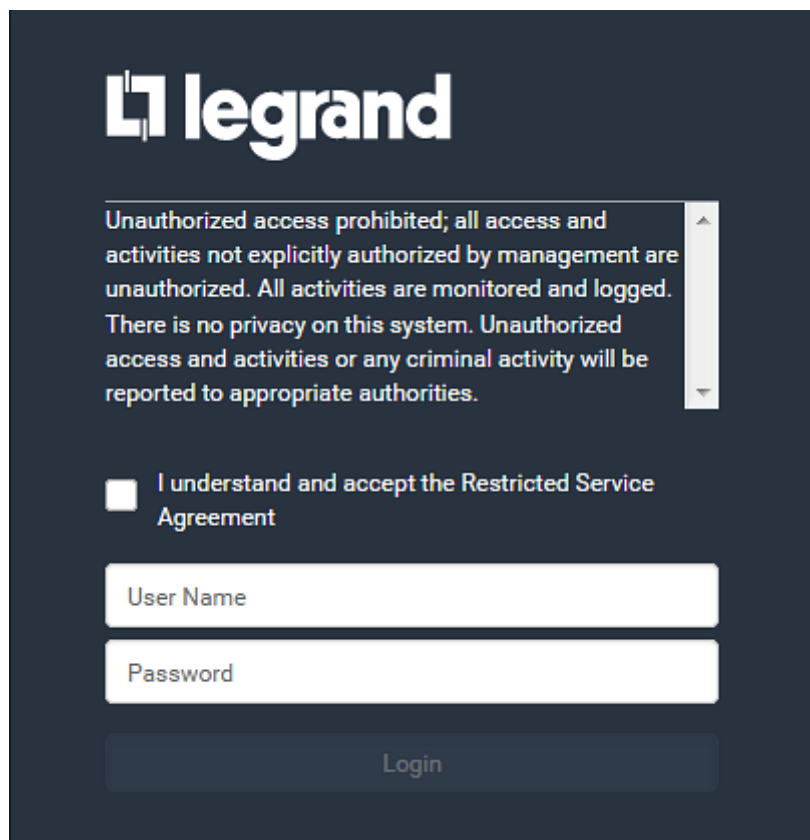 legrand
Unauthorized access prohibited; all access and
activities not explicitly authorized by management are
unauthorized. All activities are monitored and logged.
There is no privacy on this system. Unauthorized
access and activities or any criminal activity will be
reported to appropriate authorities.
I understand and accept the Restricted Service
Agreement
User Name
Password
Login